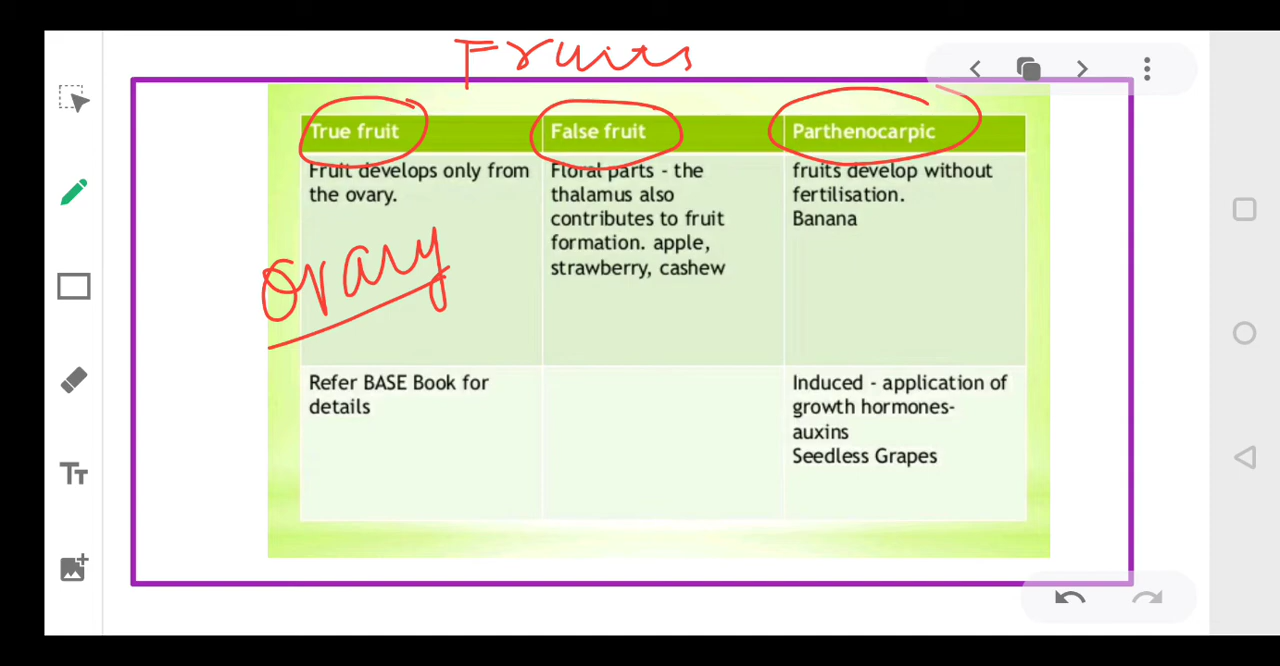 Fruits
True fruit
False fruit
Parthenocarpic
Fruit develops only from
the ovary.
Floral parts - the
thalamus also
contributes to fruit
formation. apple,
strawberry, cashew
fruits develop without
fertilisation.
Banana
ovary
Refer BASE Book for
details
Induced - application of
growth hormones-
auxins
Seedless Grapes
TT